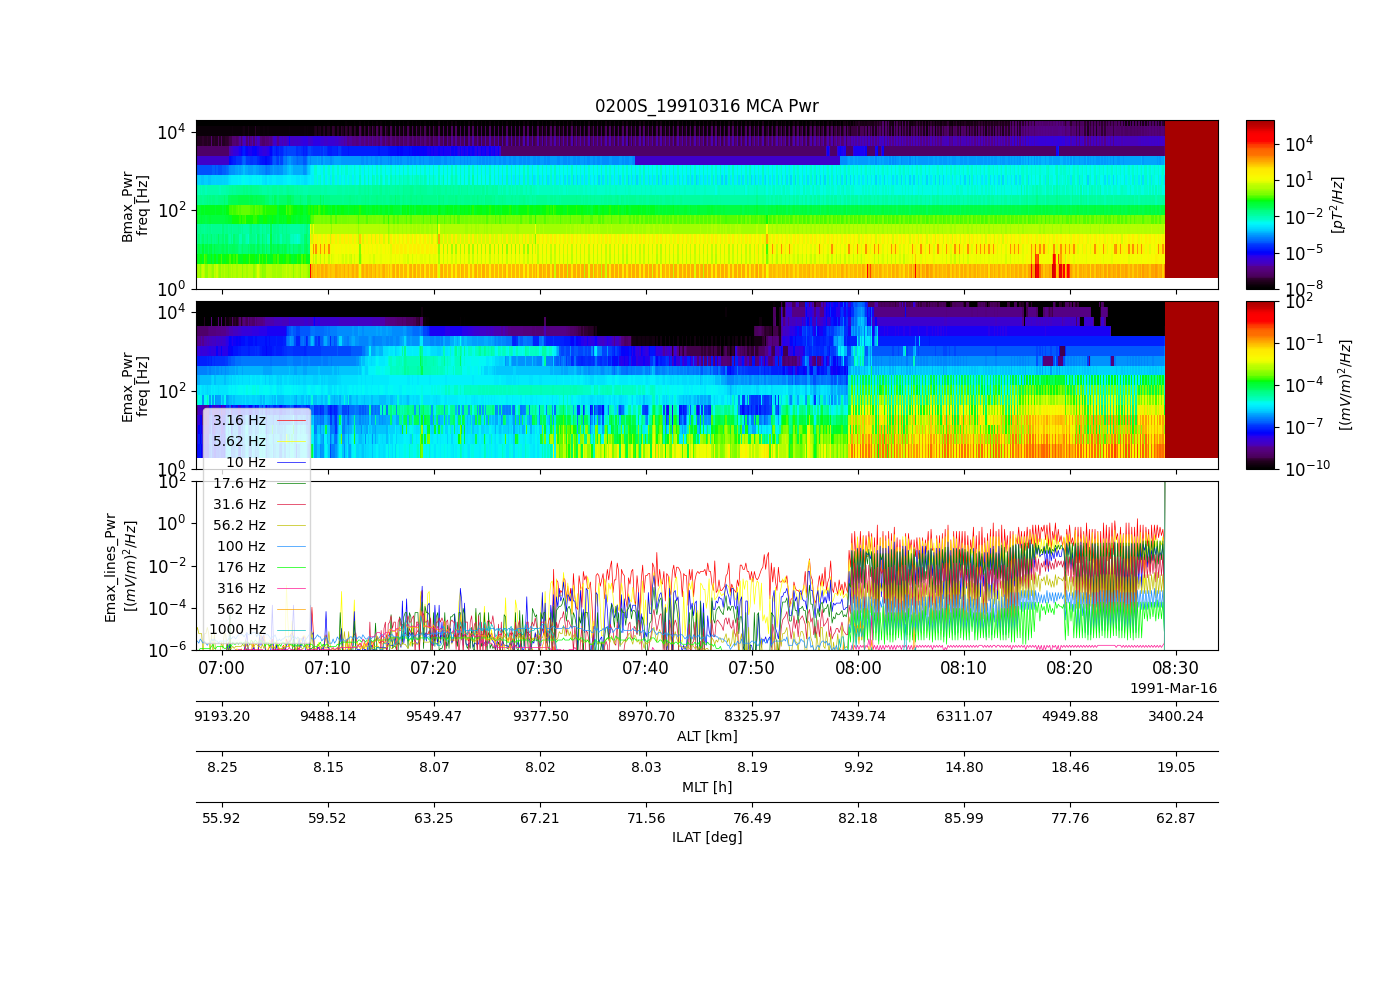 0200S_19910316 MCA Pwr
Bmax_Pwr
freq [Hz]
10^4
10^2
10^0
10^4
10^1
10^-2
10^-5
10^-8
[pT^2/Hz]
Emax_Pwr
freq [Hz]
10^4
10^2
10^0
10^2
10^-1
10^-4
10^-7
10^-10
[(mV/m)^2/Hz]
3.16 Hz
5.62 Hz
10 Hz
17.6 Hz
31.6 Hz
56.2 Hz
100 Hz
176 Hz
316 Hz
562 Hz
1000 Hz
Emax_lines_Pwr
[(mV/m)^2/Hz]
10^2
10^0
10^-2
10^-4
10^-6
07:00 07:10 07:20 07:30 07:40 07:50 08:00 08:10 08:20 08:30
1991-Mar-16
9193.20 9488.14 9549.47 9377.50 8970.70 8325.97 7439.74 6311.07 4949.88 3400.24
ALT [km]
8.25 8.15 8.07 8.02 8.03 8.19 9.92 14.80 18.46 19.05
MLT [h]
55.92 59.52 63.25 67.21 71.56 76.49 82.18 85.99 77.76 62.87
ILAT [deg]